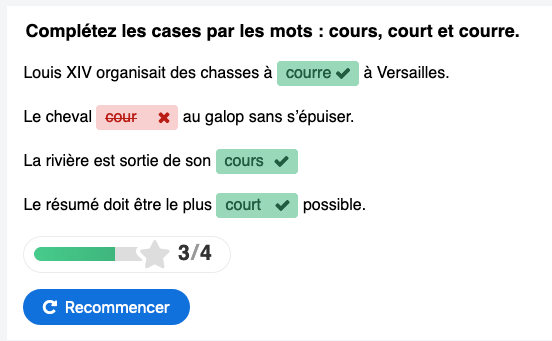 Complétez les cases par les mots : cours, court et courre.
Louis XIV organisait des chasses à courre à Versailles.
Le cheval cour au galop sans s’épuiser.
La rivière est sortie de son cours
Le résumé doit être le plus court possible.
3/4
Recommencer